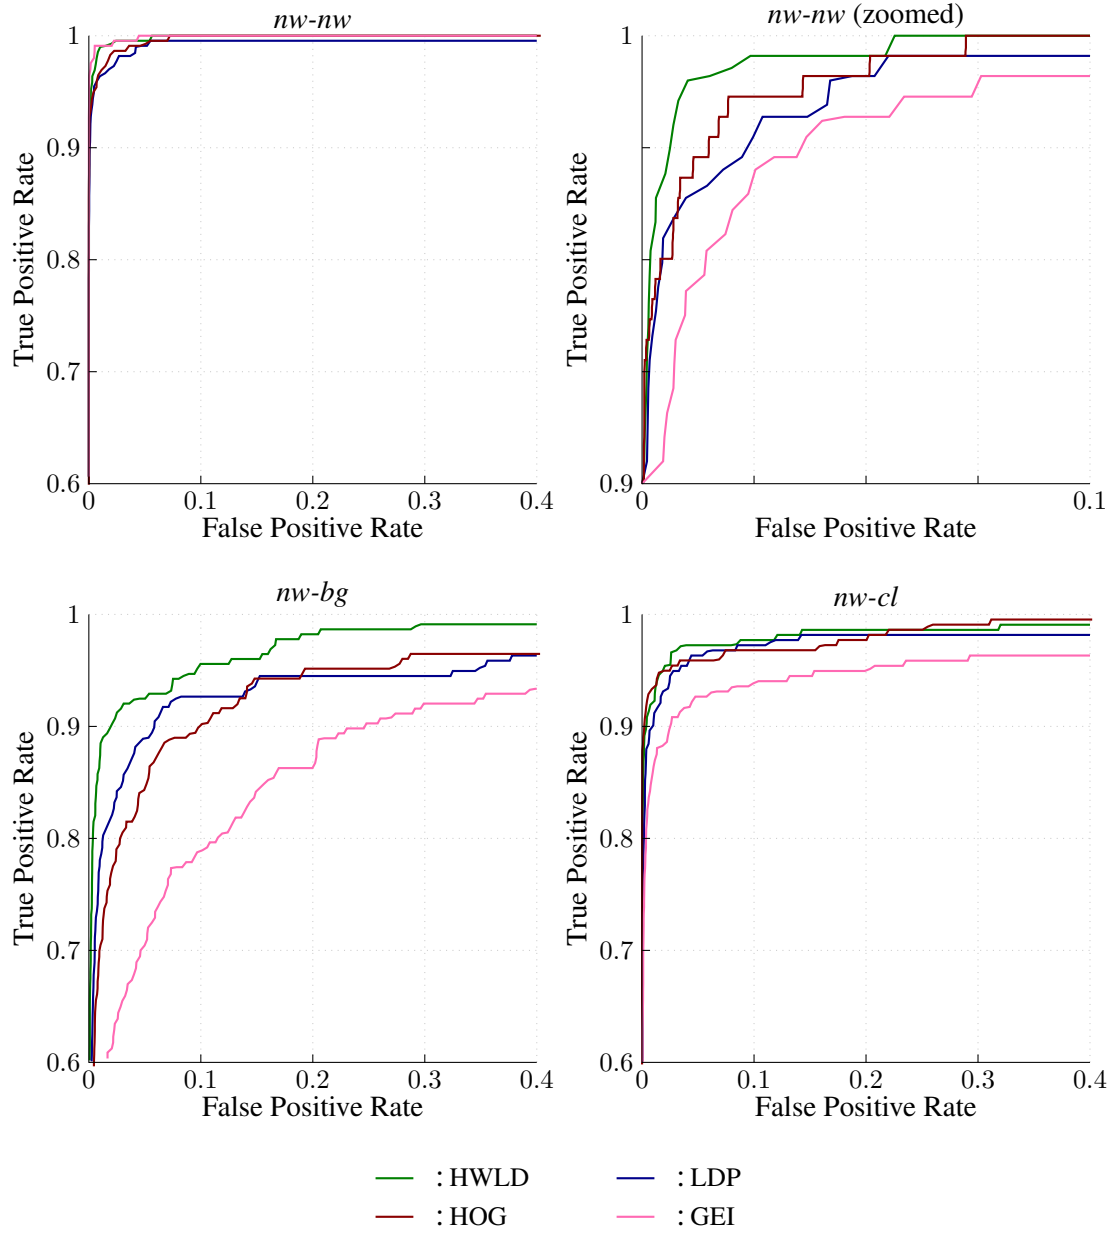 nw-nw
1
0.9
0.8
0.7
0.6
True Positive Rate
0
0.1
0.2
0.3
0.4
False Positive Rate
nw-nw (zoomed)
1
0.9
True Positive Rate
0
0.1
False Positive Rate
nw-bg
1
0.9
0.8
0.7
0.6
True Positive Rate
0
0.1
0.2
0.3
0.4
False Positive Rate
nw-cl
1
0.9
0.8
0.7
0.6
True Positive Rate
0
0.1
0.2
0.3
0.4
False Positive Rate
: HWLD
: LDP
: HOG
: GEI